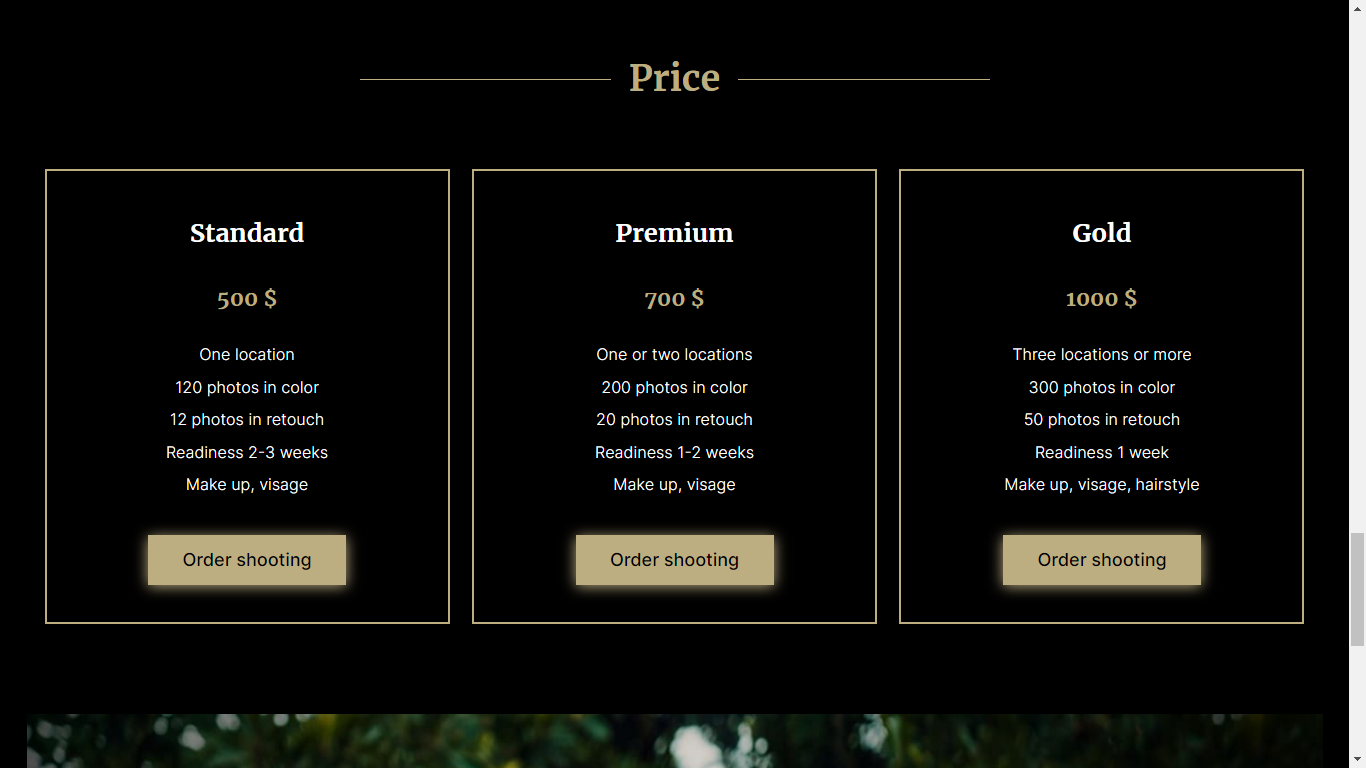 Price
Standard
500 $
One location
120 photos in color
12 photos in retouch
Readiness 2-3 weeks
Make up, visage
Order shooting
Premium
700 $
One or two locations
200 photos in color
20 photos in retouch
Readiness 1-2 weeks
Make up, visage
Order shooting
Gold
1000 $
Three locations or more
300 photos in color
50 photos in retouch
Readiness 1 week
Make up, visage, hairstyle
Order shooting